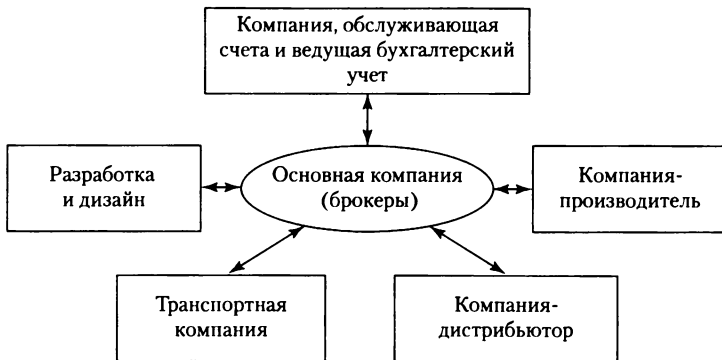 Компания, обслуживающая
счета и ведущая бухгалтерский
учет
Разработка
и дизайн
Основная компания
(брокеры)
Компания-
производитель
Транспортная
компания
Компания-
дистрибьютор